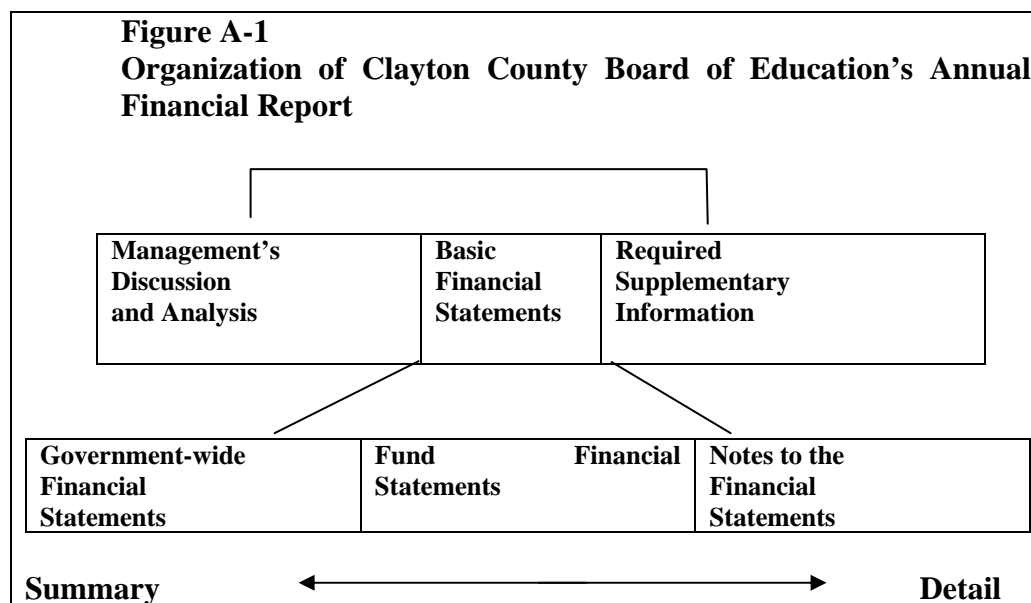 Figure A-1
Organization of Clayton County Board of Education’s Annual
Financial Report
Management’s
Discussion
and Analysis
Basic
Financial
Statements
Required
Supplementary
Information
Government-wide
Financial
Statements
Fund Financial
Statements
Notes to the
Financial
Statements
Summary Detail